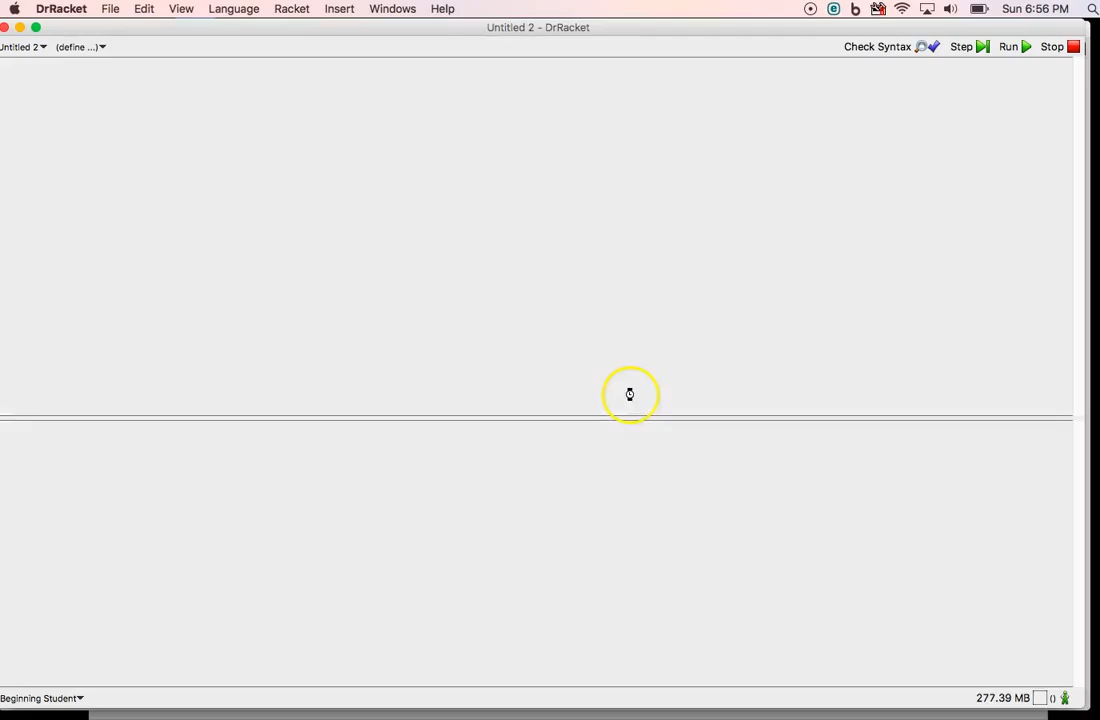 DrRacket File Edit View Language Racket Insert Windows Help Sun 6:56 PM
Untitled 2 - DrRacket
Untitled 2 (define ...) Check Syntax Step Run Stop
Beginning Student 277.39 MB ()